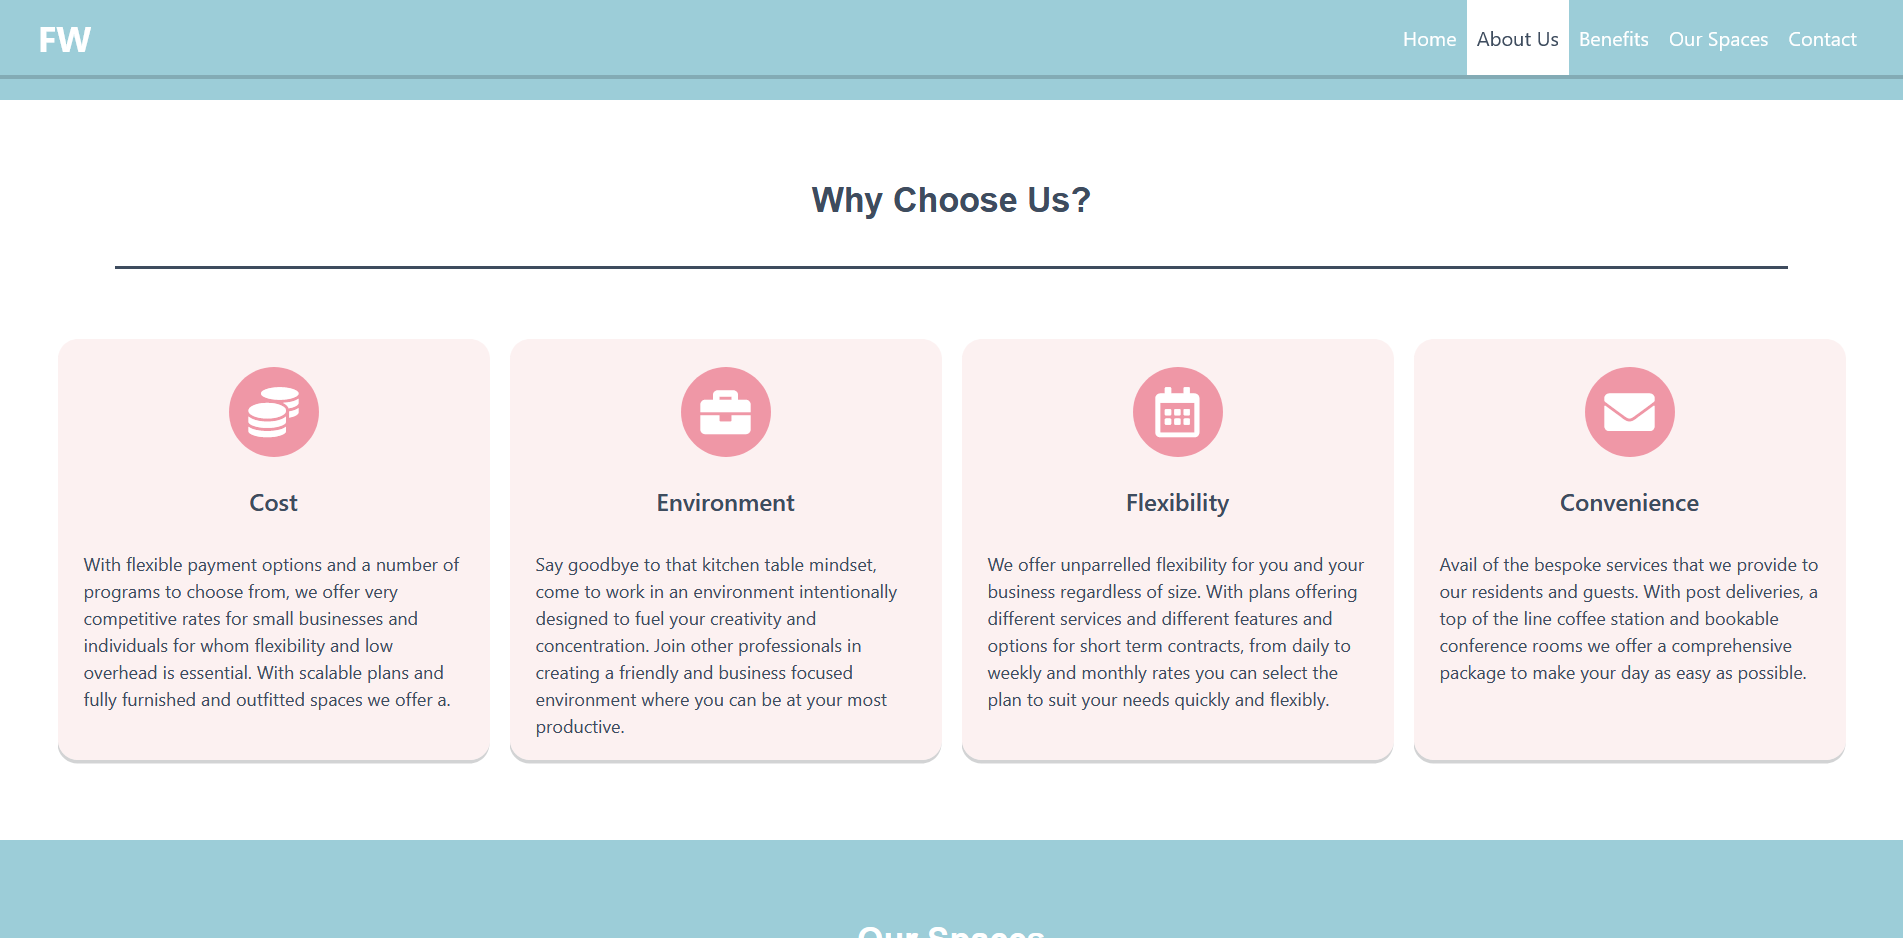 FW
Home About Us Benefits Our Spaces Contact
Why Choose Us?
Cost
With flexible payment options and a number of
programs to choose from, we offer very
competitive rates for small businesses and
individuals for whom flexibility and low
overhead is essential. With scalable plans and
fully furnished and outfitted spaces we offer a.
Environment
Say goodbye to that kitchen table mindset,
come to work in an environment intentionally
designed to fuel your creativity and
concentration. Join other professionals in
creating a friendly and business focused
environment where you can be at your most
productive.
Flexibility
We offer unparrelled flexibility for you and your
business regardless of size. With plans offering
different services and different features and
options for short term contracts, from daily to
weekly and monthly rates you can select the
plan to suit your needs quickly and flexibly.
Convenience
Avail of the bespoke services that we provide to
our residents and guests. With post deliveries, a
top of the line coffee station and bookable
conference rooms we offer a comprehensive
package to make your day as easy as possible.
Our Spaces